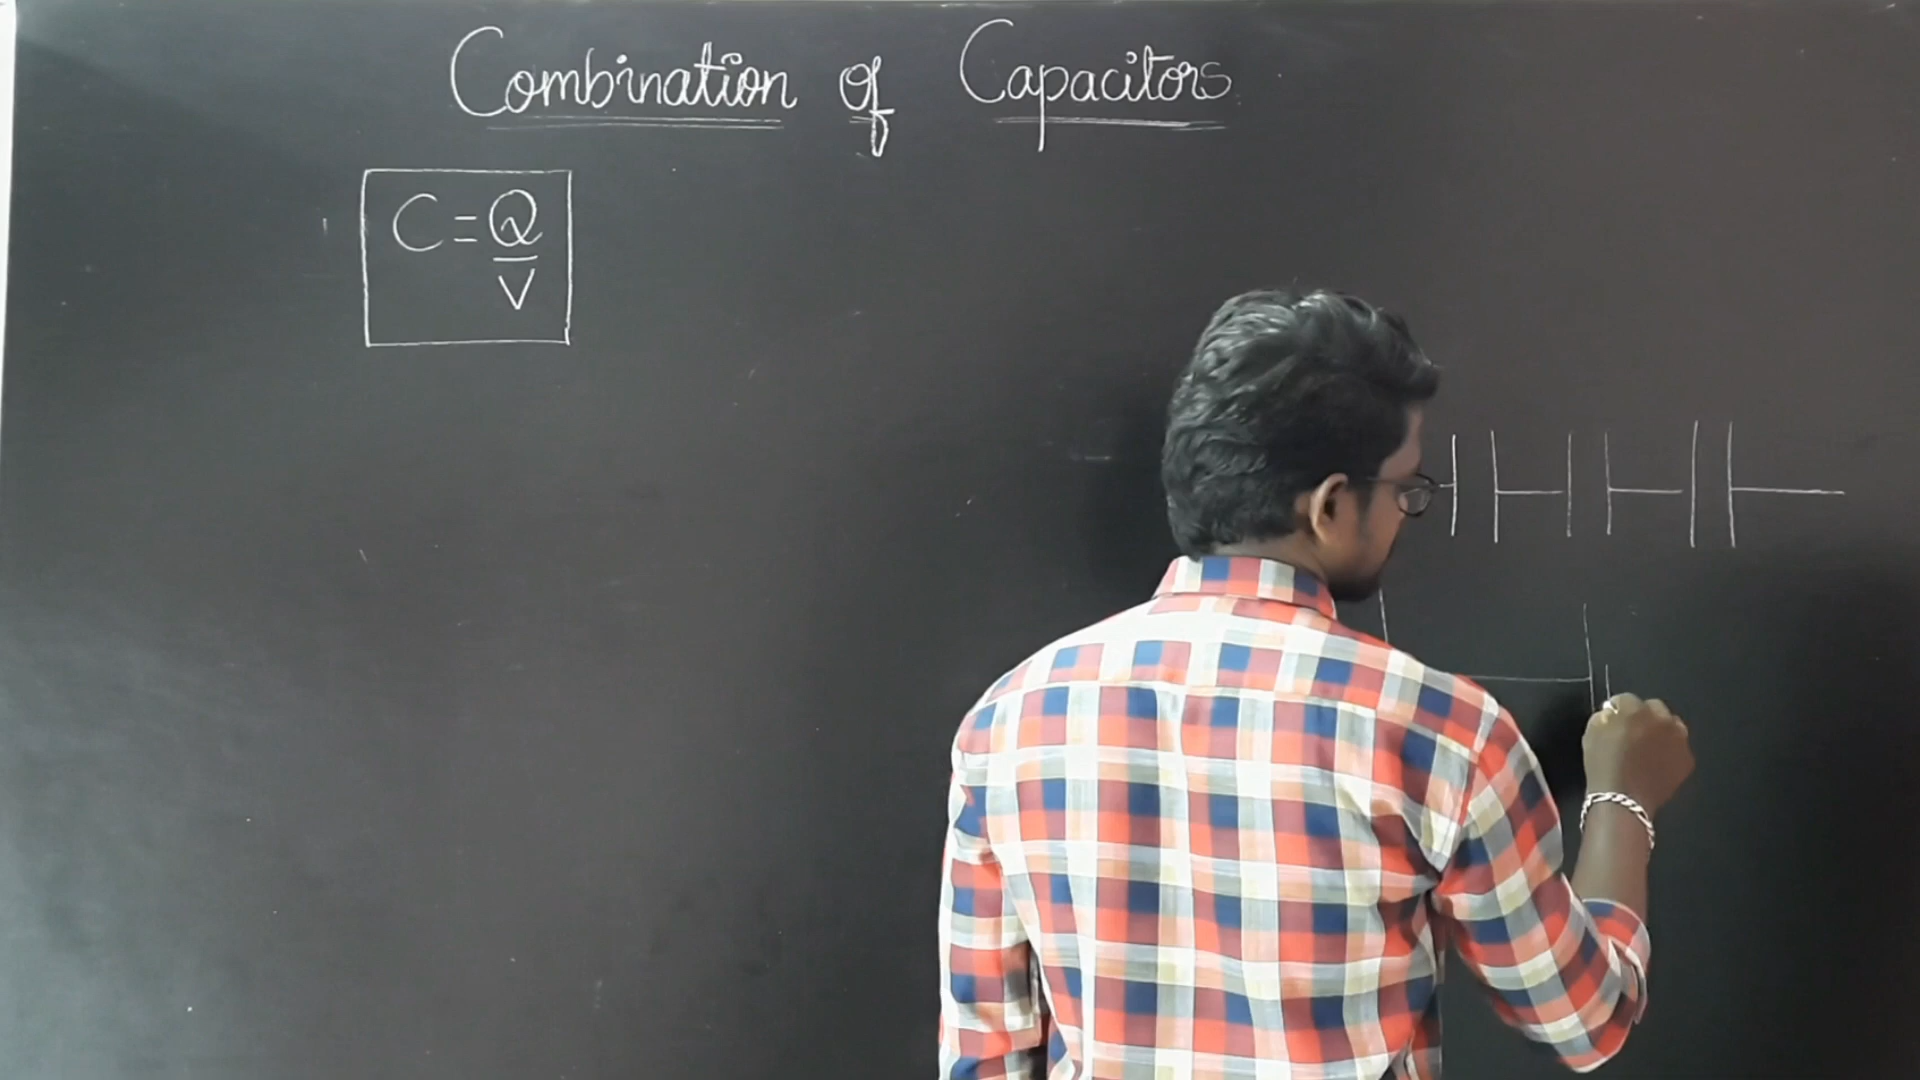 Combination of Capacitors
C = Q
V